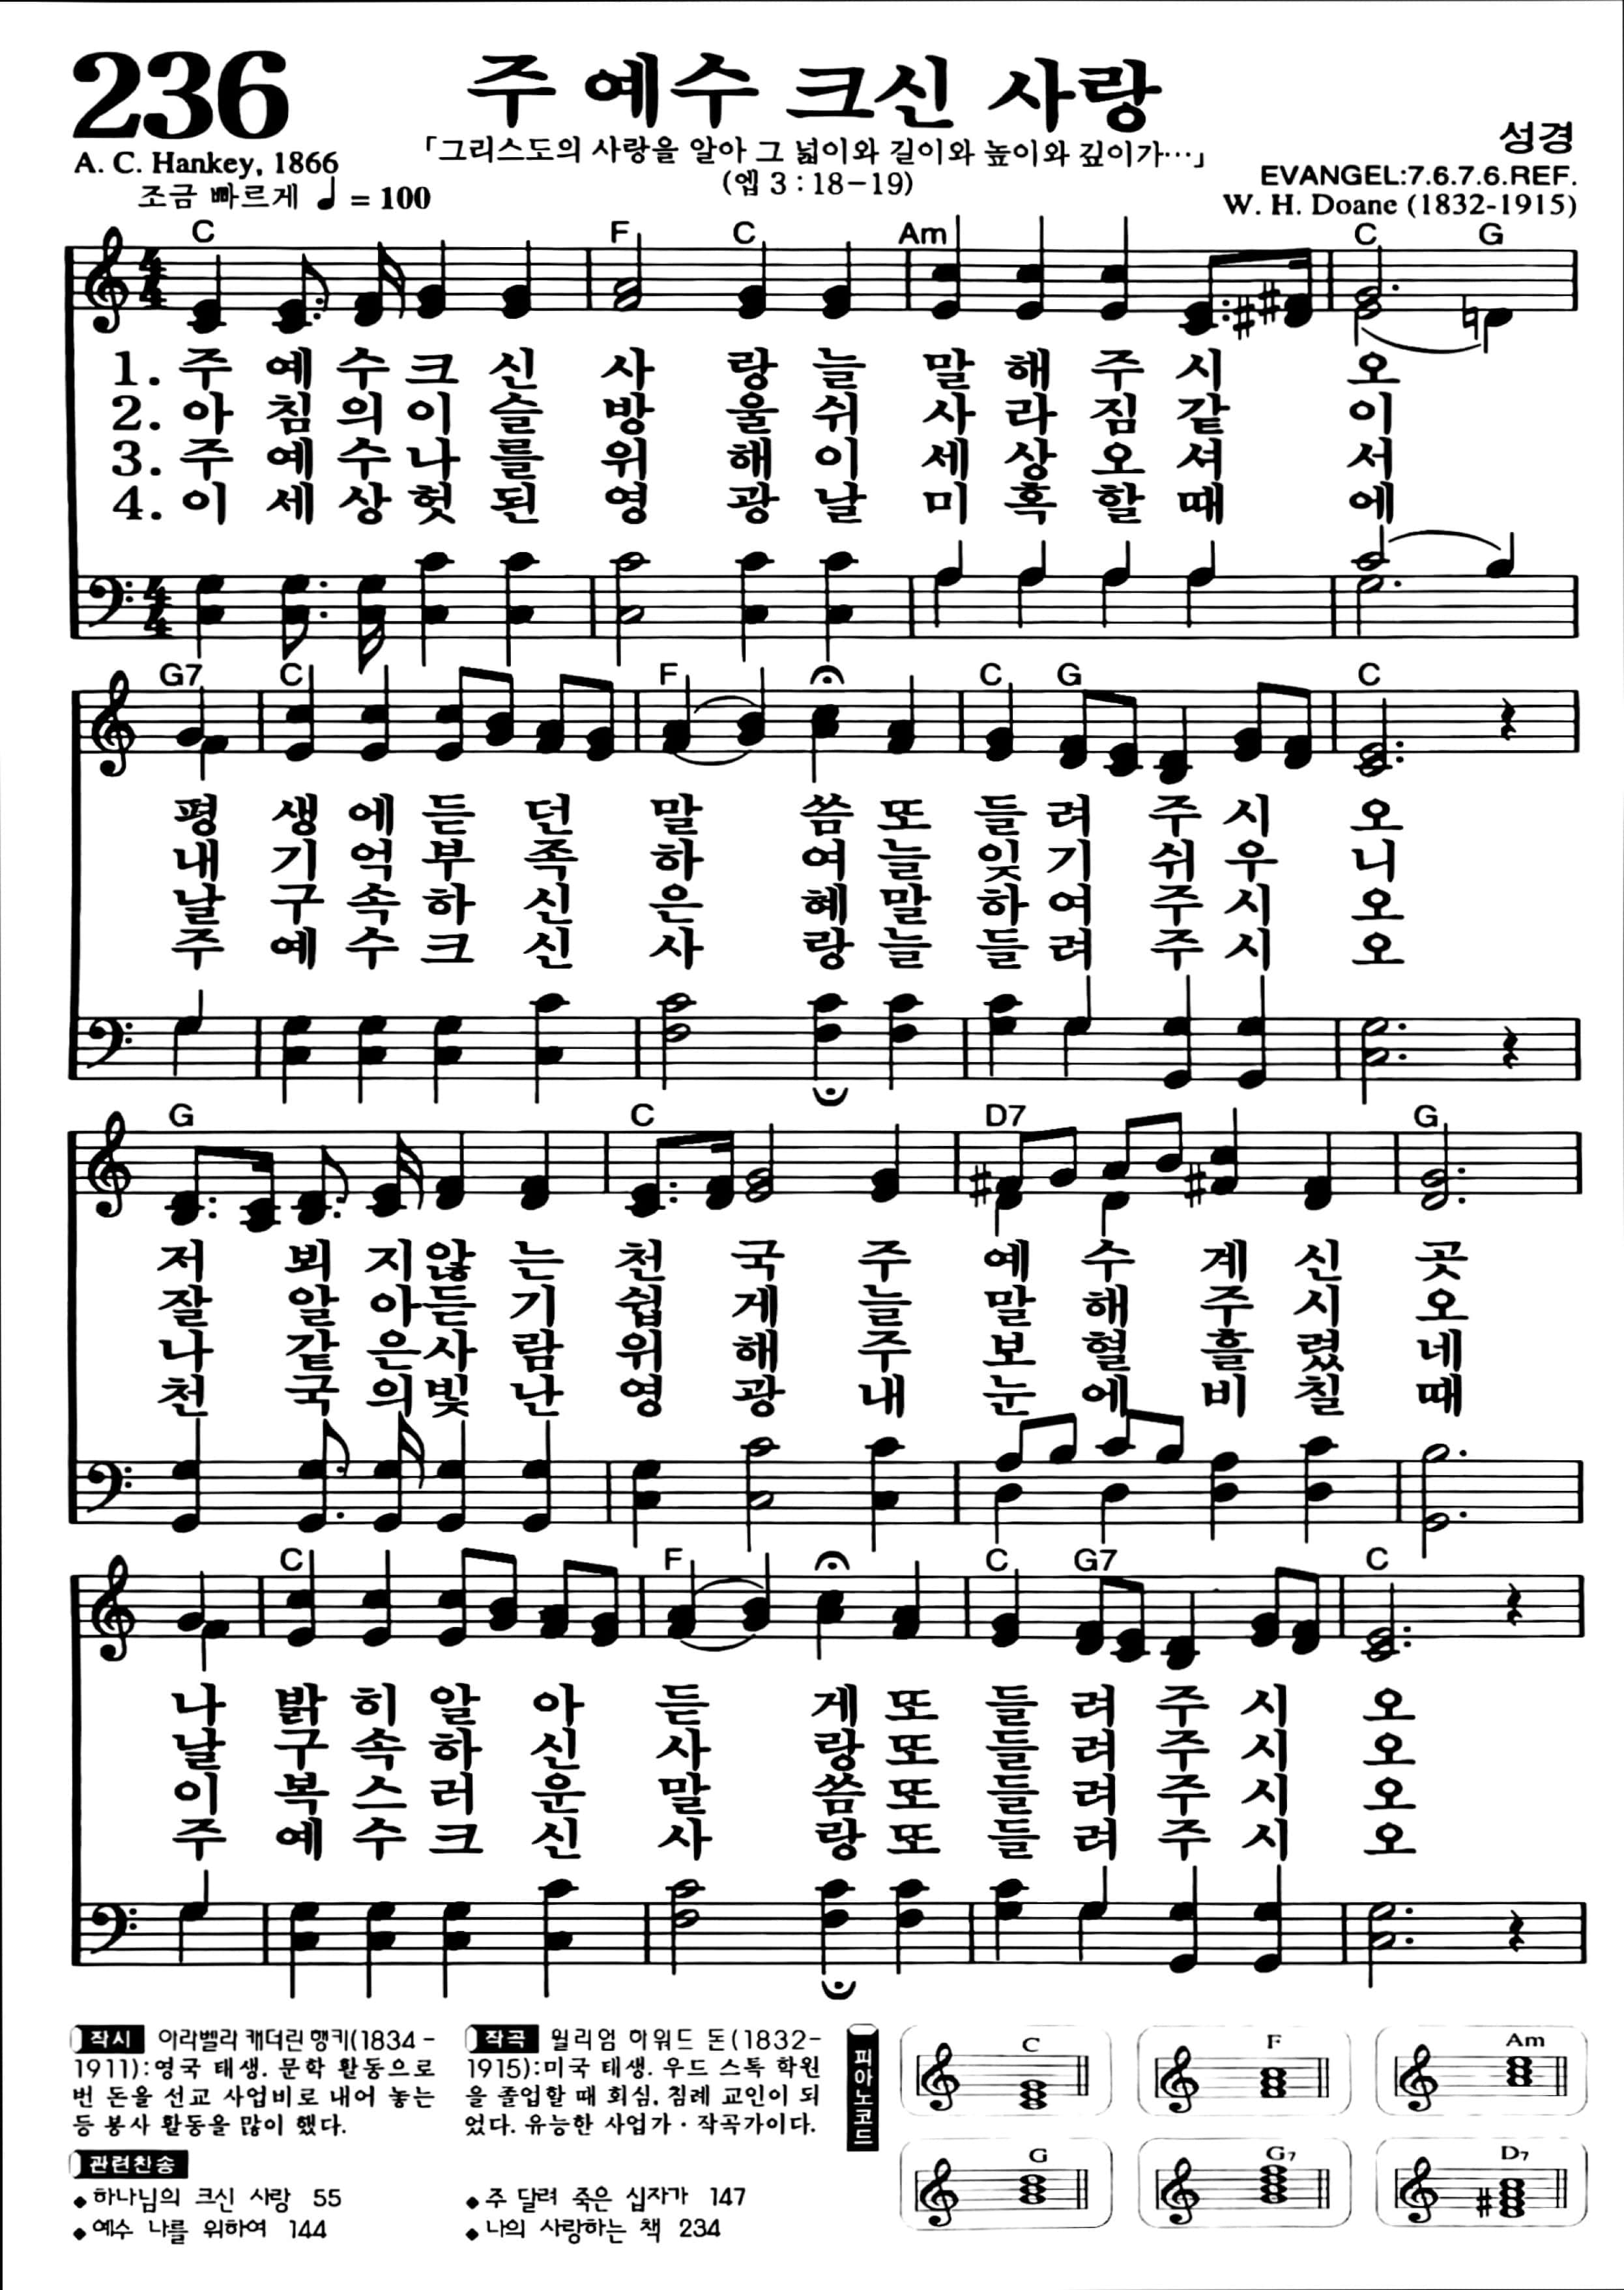 236
주 예수 크신 사랑
「그리스도의 사랑을 알아 그 넓이와 길이와 높이와 깊이가…」
(엡 3 : 18-19)
성경
A. C. Hankey, 1866
조금 빠르게 ♩ = 100
EVANGEL:7.6.7.6.REF.
W. H. Doane (1832-1915)
C F C Am C G
1. 주 예 수 크 신 사 랑 늘 말 해 주 시 오
2. 아 침 의 이 슬 방 울 쉬 사 라 짐 같 이
3. 주 예 수 나 를 위 해 이 세 상 오 셔 서
4. 이 세 상 헛 된 영 광 날 미 혹 할 때 에
G7 C F C G C
평 생 에 듣 던 말 씀 또 들 려 주 시 오
내 기 억 부 족 하 여 늘 잊 기 쉬 우 니
날 구 속 하 신 은 혜 말 하 여 주 시 오
주 예 수 크 신 사 랑 늘 들 려 주 시 오
G C D7 G
저 뵈 지 않 는 천 국 주 예 수 계 신 곳
잘 알 아 듣 기 쉽 게 늘 말 해 주 시 오
나 같 은 사 람 위 해 주 보 혈 흘 렸 네
천 국 의 빛 난 영 광 내 눈 에 비 칠 때
C F C G7 C
나 밝 히 알 아 듣 게 또 들 려 주 시 오
날 구 속 하 신 사 랑 또 들 려 주 시 오
이 복 스 러 운 말 씀 또 들 려 주 시 오
주 예 수 크 신 사 랑 또 들 려 주 시 오
작시 아라벨라 캐더린 행키(1834-
1911):영국 태생. 문학 활동으로
번 돈을 선교 사업비로 내어 놓는
등 봉사 활동을 많이 했다.
작곡 윌리엄 하워드 돈(1832-
1915):미국 태생. 우드 스톡 학원
을 졸업할 때 회심, 침례 교인이 되
었다. 유능한 사업가·작곡가이다.
관련찬송
◆하나님의 크신 사랑 55
◆예수 나를 위하여 144
◆주 달려 죽은 십자가 147
◆나의 사랑하는 책 234
피아노코드
C F Am
G G7 D7